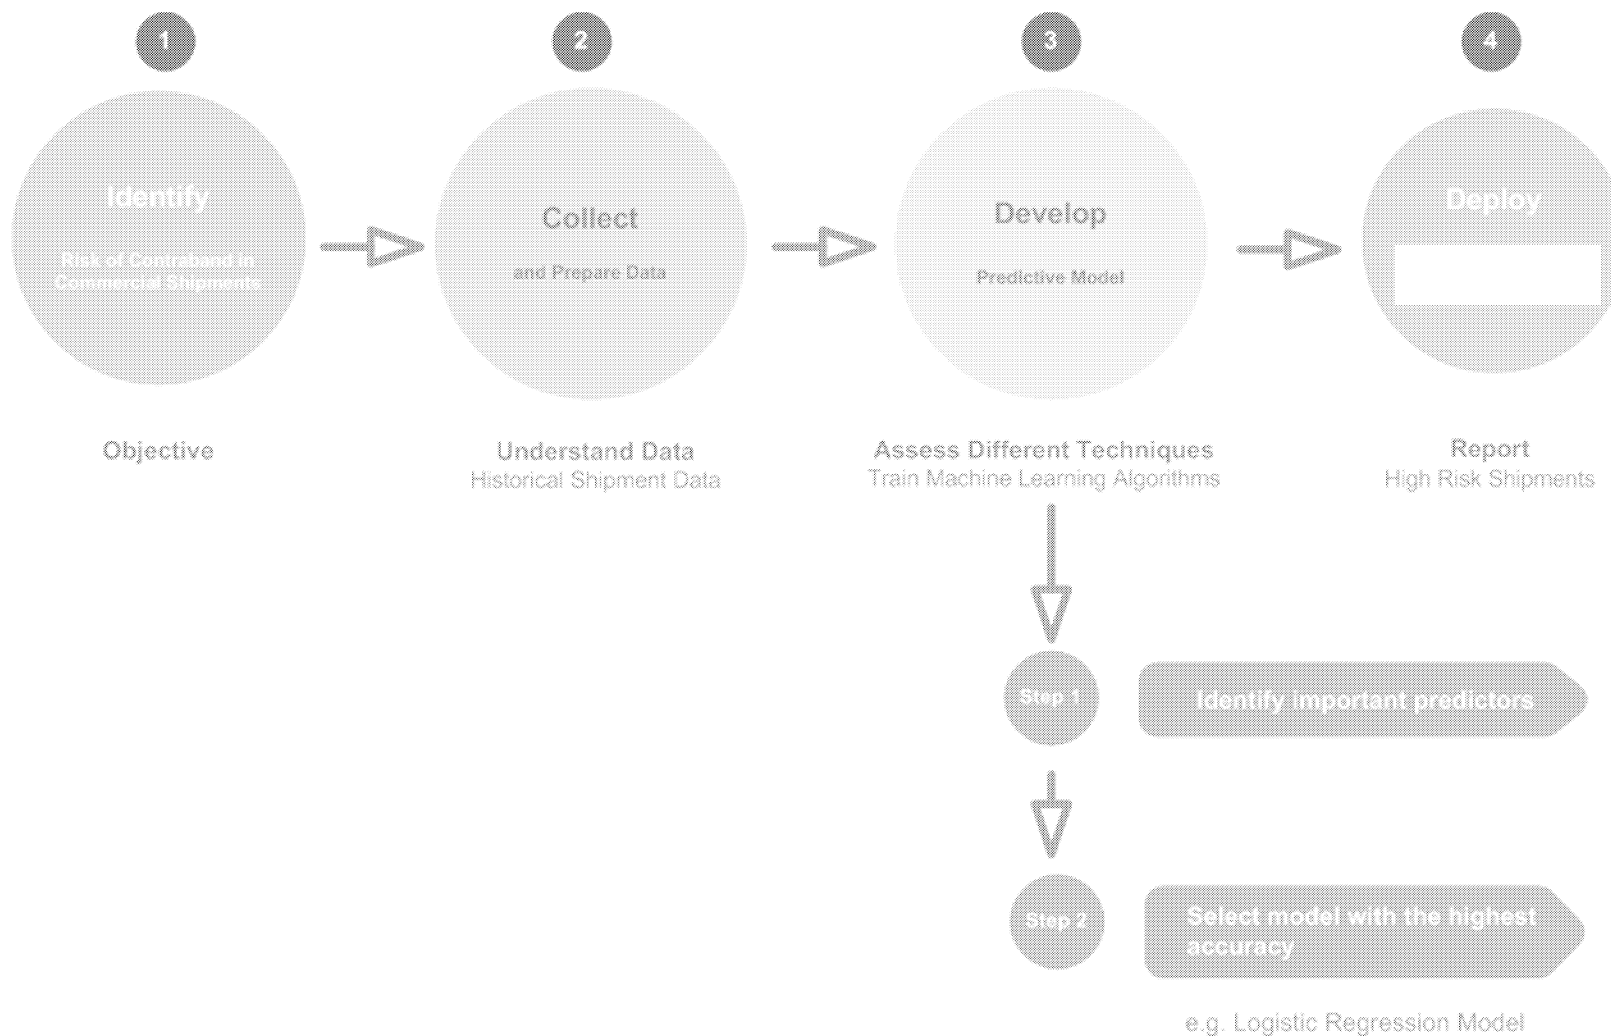 1
2
3
4
Identify
Risk of Contraband in
Commercial Shipments
Collect
and Prepare Data
Develop
Predictive Model
Deploy
Objective
Understand Data
Historical Shipment Data
Assess Different Techniques
Train Machine Learning Algorithms
Report
High Risk Shipments
Step 1
Identify important predictors
Step 2
Select model with the highest
accuracy
e.g. Logistic Regression Model